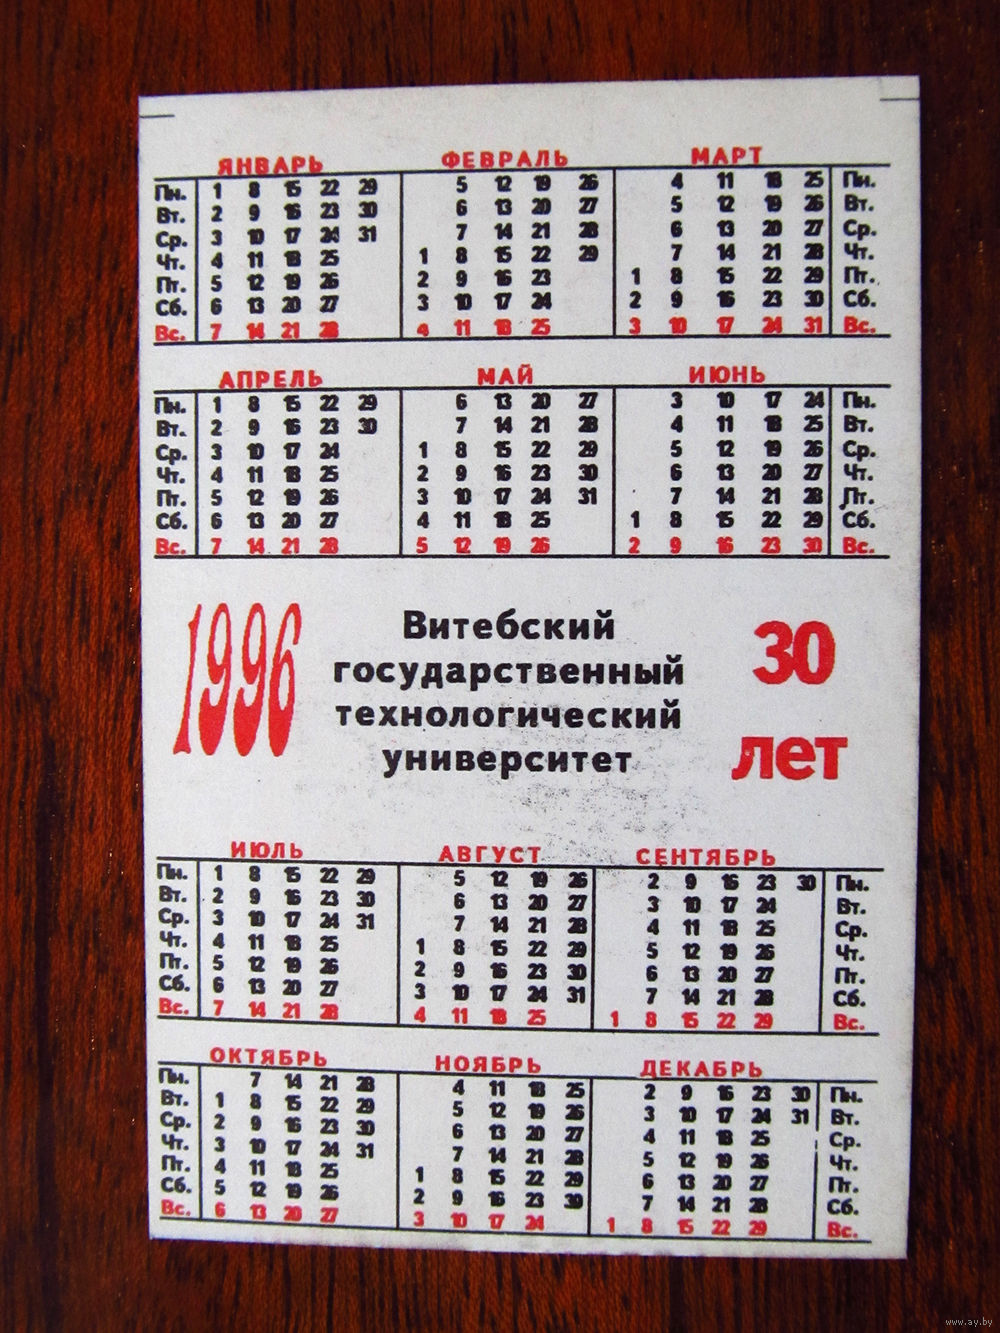 ЯНВАРЬ ФЕВРАЛЬ МАРТ
Пн. 1 8 15 22 29 5 12 19 26 4 11 18 25 Пн.
Вт. 2 9 16 23 30 6 13 20 27 5 12 19 26 Вт.
Ср. 3 10 17 24 31 7 14 21 28 6 13 20 27 Ср.
Чт. 4 11 18 25 1 8 15 22 29 7 14 21 28 Чт.
Пт. 5 12 19 26 2 9 16 23 1 8 15 22 29 Пт.
Сб. 6 13 20 27 3 10 17 24 2 9 16 23 30 Сб.
Вс. 7 14 21 28 4 11 18 25 3 10 17 24 31 Вс.
АПРЕЛЬ МАЙ ИЮНЬ
Пн. 1 8 15 22 29 6 13 20 27 3 10 17 24 Пн.
Вт. 2 9 16 23 30 7 14 21 28 4 11 18 25 Вт.
Ср. 3 10 17 24 1 8 15 22 29 5 12 19 26 Ср.
Чт. 4 11 18 25 2 9 16 23 30 6 13 20 27 Чт.
Пт. 5 12 19 26 3 10 17 24 31 7 14 21 28 Пт.
Сб. 6 13 20 27 4 11 18 25 1 8 15 22 29 Сб.
Вс. 7 14 21 28 5 12 19 26 2 9 16 23 30 Вс.
1996
Витебский
государственный
технологический
университет
30
лет
ИЮЛЬ АВГУСТ СЕНТЯБРЬ
Пн. 1 8 15 22 29 5 12 19 26 2 9 16 23 30 Пн.
Вт. 2 9 16 23 30 6 13 20 27 3 10 17 24 Вт.
Ср. 3 10 17 24 31 7 14 21 28 4 11 18 25 Ср.
Чт. 4 11 18 25 1 8 15 22 29 5 12 19 26 Чт.
Пт. 5 12 19 26 2 9 16 23 30 6 13 20 27 Пт.
Сб. 6 13 20 27 3 10 17 24 31 7 14 21 28 Сб.
Вс. 7 14 21 28 4 11 18 25 1 8 15 22 29 Вс.
ОКТЯБРЬ НОЯБРЬ ДЕКАБРЬ
Пн. 7 14 21 28 4 11 18 25 2 9 16 23 30 Пн.
Вт. 1 8 15 22 29 5 12 19 26 3 10 17 24 31 Вт.
Ср. 2 9 16 23 30 6 13 20 27 4 11 18 25 Ср.
Чт. 3 10 17 24 31 7 14 21 28 5 12 19 26 Чт.
Пт. 4 11 18 25 1 8 15 22 29 6 13 20 27 Пт.
Сб. 5 12 19 26 2 9 16 23 30 7 14 21 28 Сб.
Вс. 6 13 20 27 3 10 17 24 1 8 15 22 29 Вс.
www.ay.by